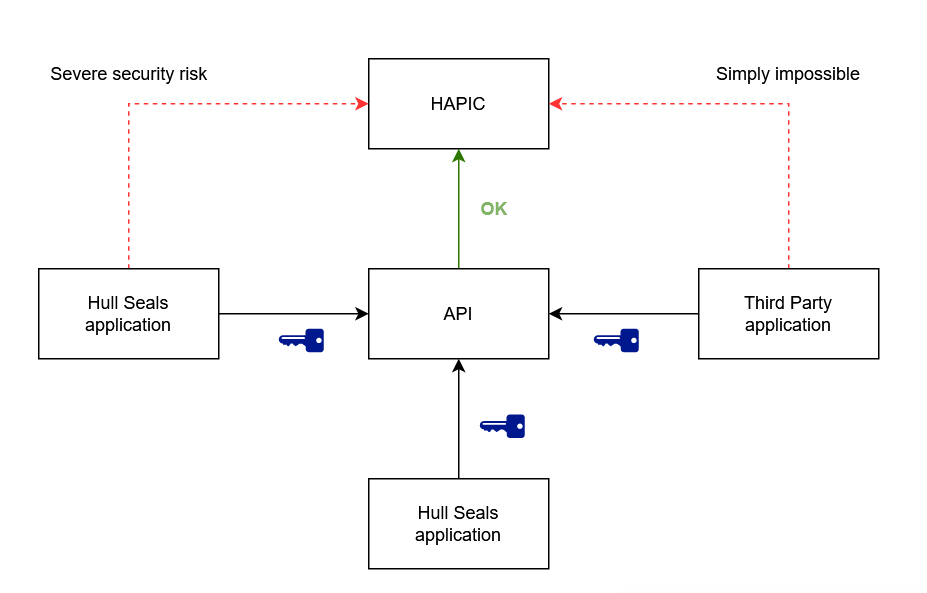 Severe security risk
HAPIC
Simply impossible
OK
Hull Seals
application
API
Third Party
application
Hull Seals
application